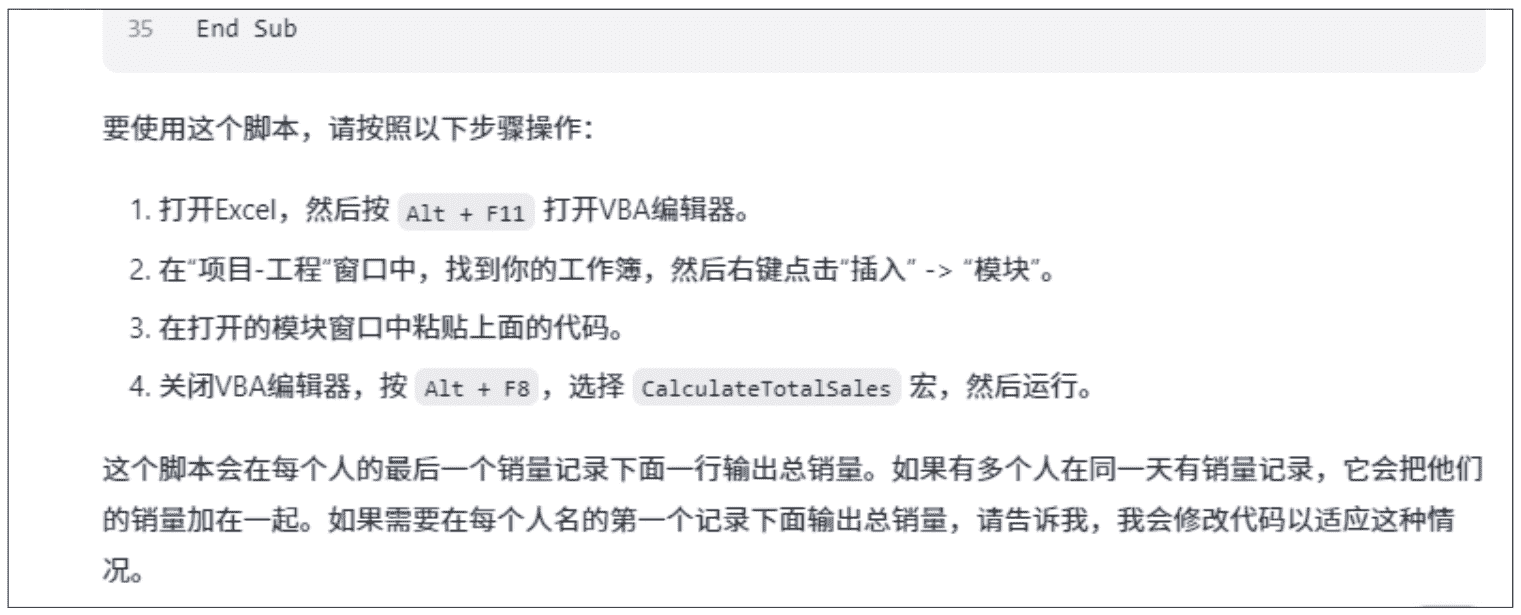 35 End Sub
要使用这个脚本，请按照以下步骤操作：
1. 打开Excel，然后按 Alt + F11 打开VBA编辑器。
2. 在“项目-工程”窗口中，找到你的工作簿，然后右键点击“插入” -> “模块”。
3. 在打开的模块窗口中粘贴上面的代码。
4. 关闭VBA编辑器，按 Alt + F8 ，选择 CalculateTotalSales 宏，然后运行。
这个脚本会在每个人的最后一个销量记录下面一行输出总销量。如果有多个人在同一天有销量记录，它会把他们
的销量加在一起。如果需要在每个人名的第一个记录下面输出总销量，请告诉我，我会修改代码以适应这种情
况。